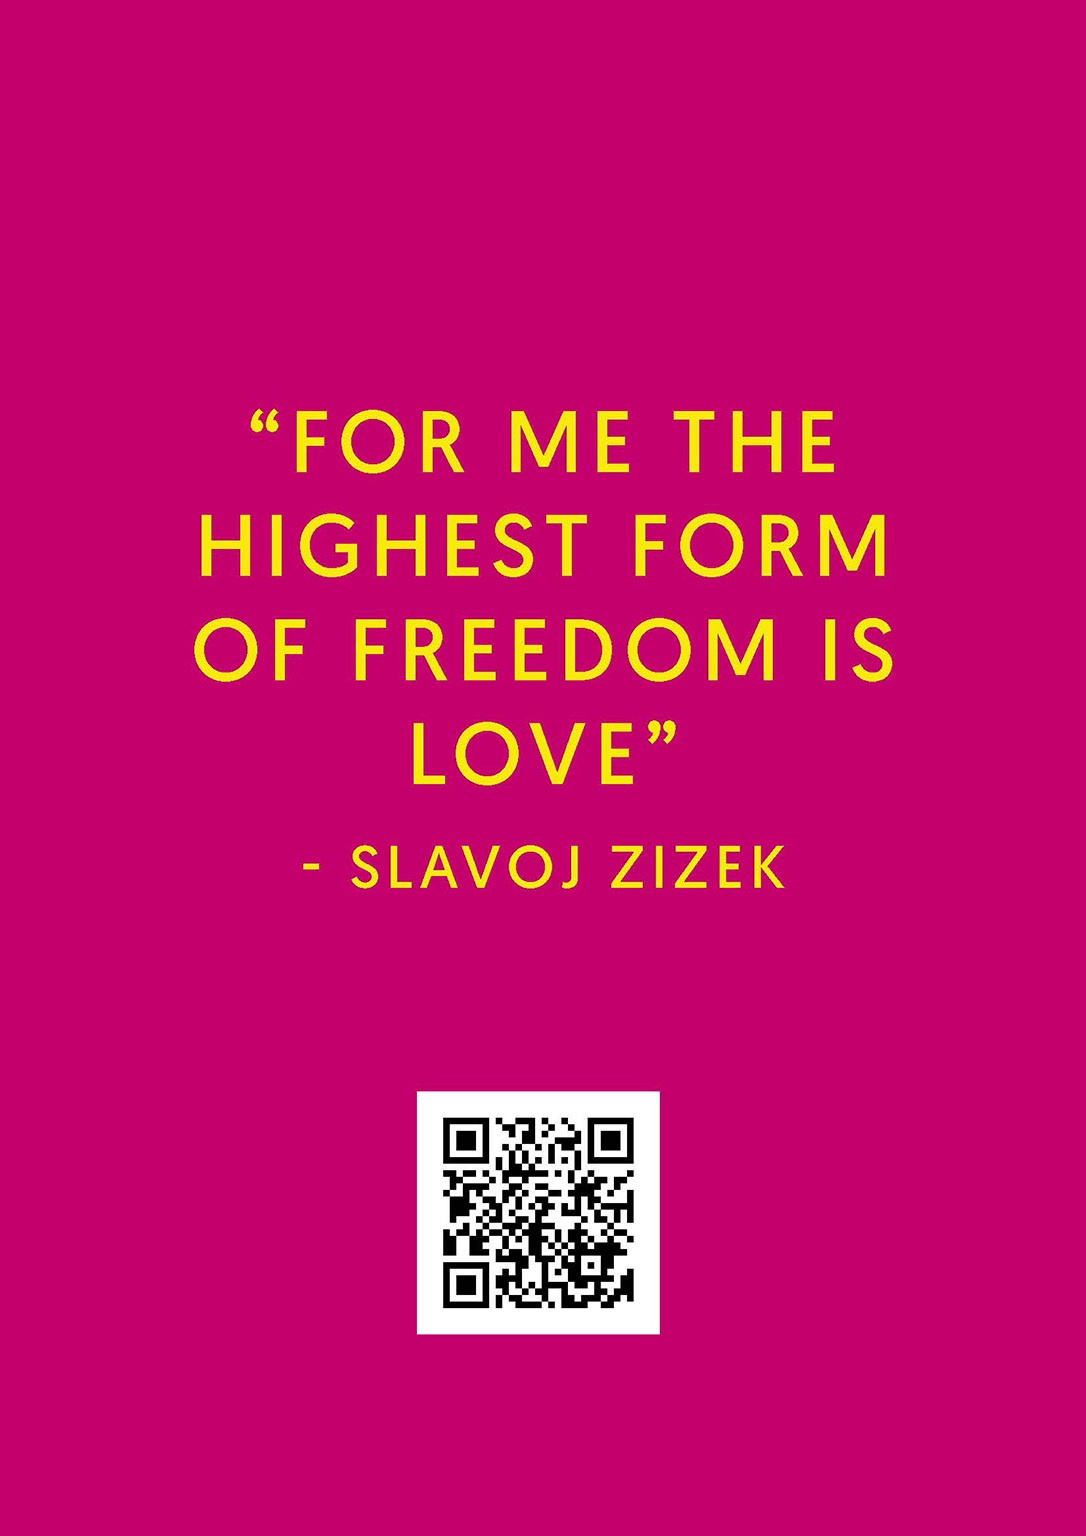 “FOR ME THE
HIGHEST FORM
OF FREEDOM IS
LOVE”
- SLAVOJ ZIZEK